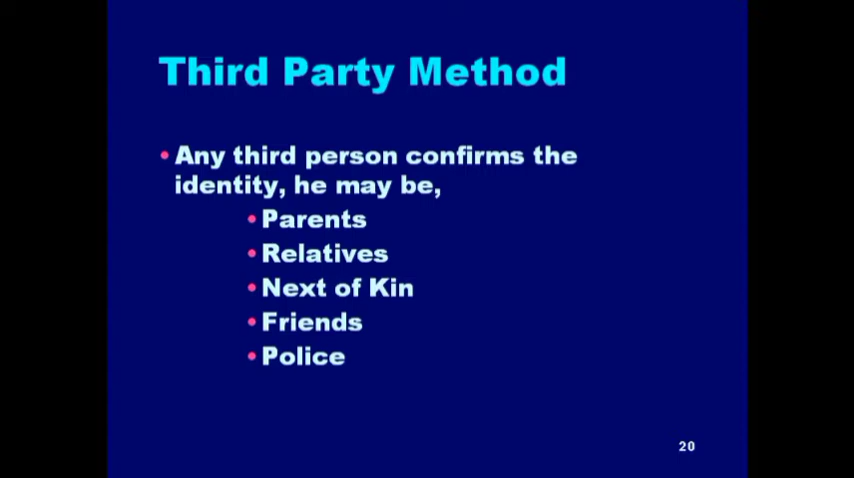 Third Party Method
• Any third person confirms the
identity, he may be,
• Parents
• Relatives
• Next of Kin
• Friends
• Police
20